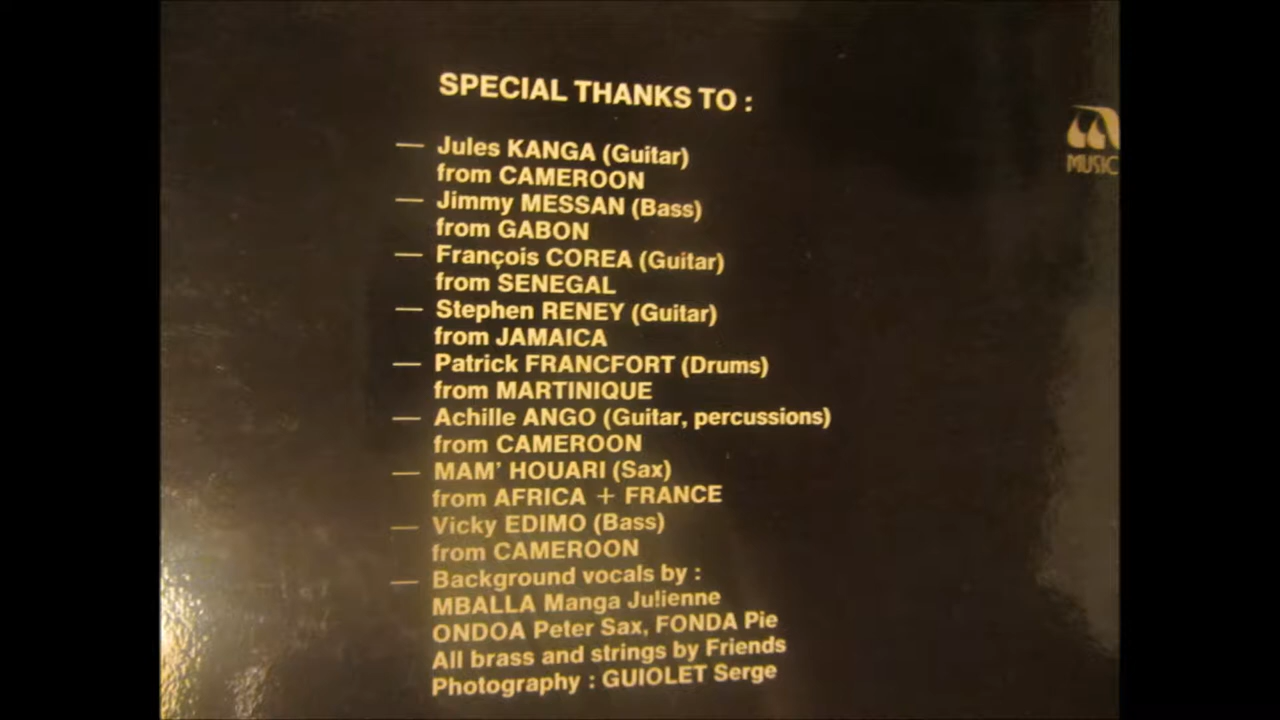 SPECIAL THANKS TO :
— Jules KANGA (Guitar)
from CAMEROON
— Jimmy MESSAN (Bass)
from GABON
— François COREA (Guitar)
from SENEGAL
— Stephen RENEY (Guitar)
from JAMAICA
— Patrick FRANCFORT (Drums)
from MARTINIQUE
— Achille ANGO (Guitar, percussions)
from CAMEROON
— MAM' HOUARI (Sax)
from AFRICA + FRANCE
— Vicky EDIMO (Bass)
from CAMEROON
— Background vocals by :
MBALLA Manga Julienne
ONDOA Peter Sax, FONDA Pie
All brass and strings by Friends
Photography : GUIOLET Serge
MUSIC